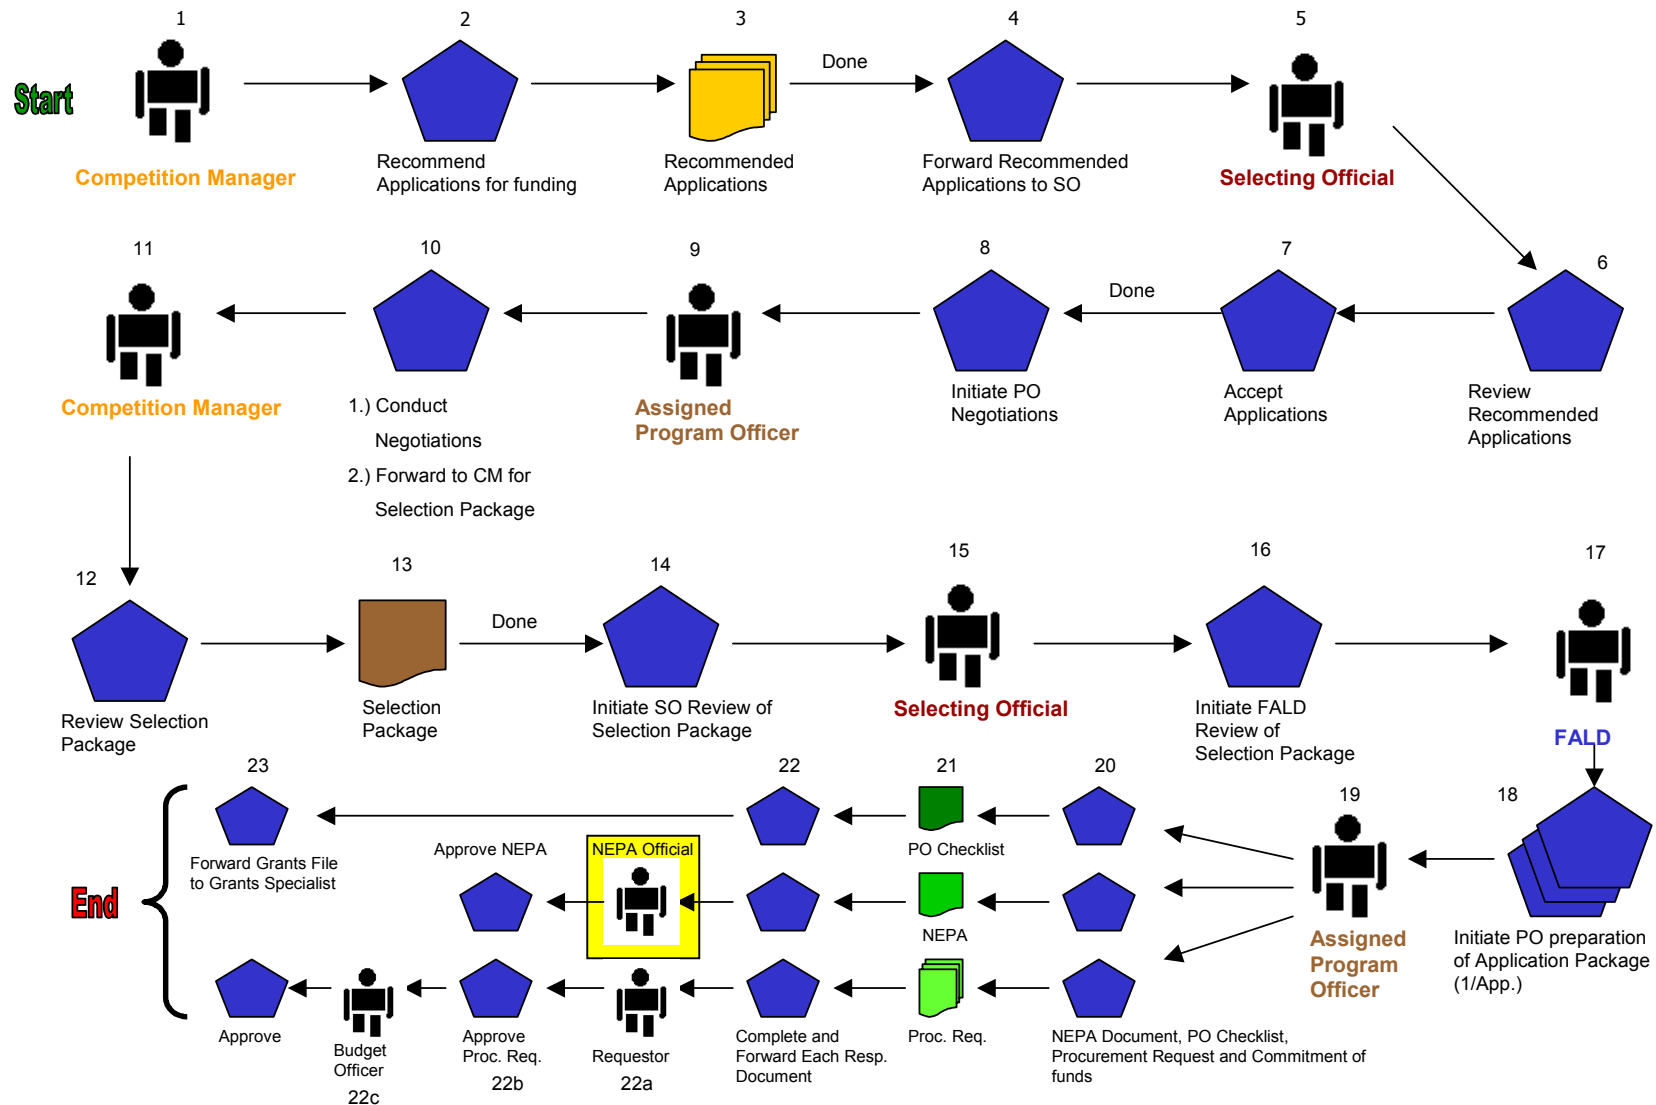 1
2
3
4
5
Start
Done
Competition Manager
Recommend
Applications for funding
Recommended
Applications
Forward Recommended
Applications to SO
Selecting Official
11
10
9
8
7
6
Done
Competition Manager
1.) Conduct
Negotiations
2.) Forward to CM for
Selection Package
Assigned
Program Officer
Initiate PO
Negotiations
Accept
Applications
Review
Recommended
Applications
12
13
14
15
16
17
Done
Review Selection
Package
Selection
Package
Initiate SO Review of
Selection Package
Selecting Official
Initiate FALD
Review of
Selection Package
FALD
23
22
21
20
19
18
Forward Grants File
to Grants Specialist
Approve NEPA
NEPA Official
PO Checklist
End
NEPA
Assigned
Program
Officer
Initiate PO preparation
of Application Package
(1/App.)
Approve
Budget
Officer
22c
Approve
Proc. Req.
22b
Requestor
22a
Complete and
Forward Each Resp.
Document
Proc. Req.
NEPA Document, PO Checklist,
Procurement Request and Commitment of
funds